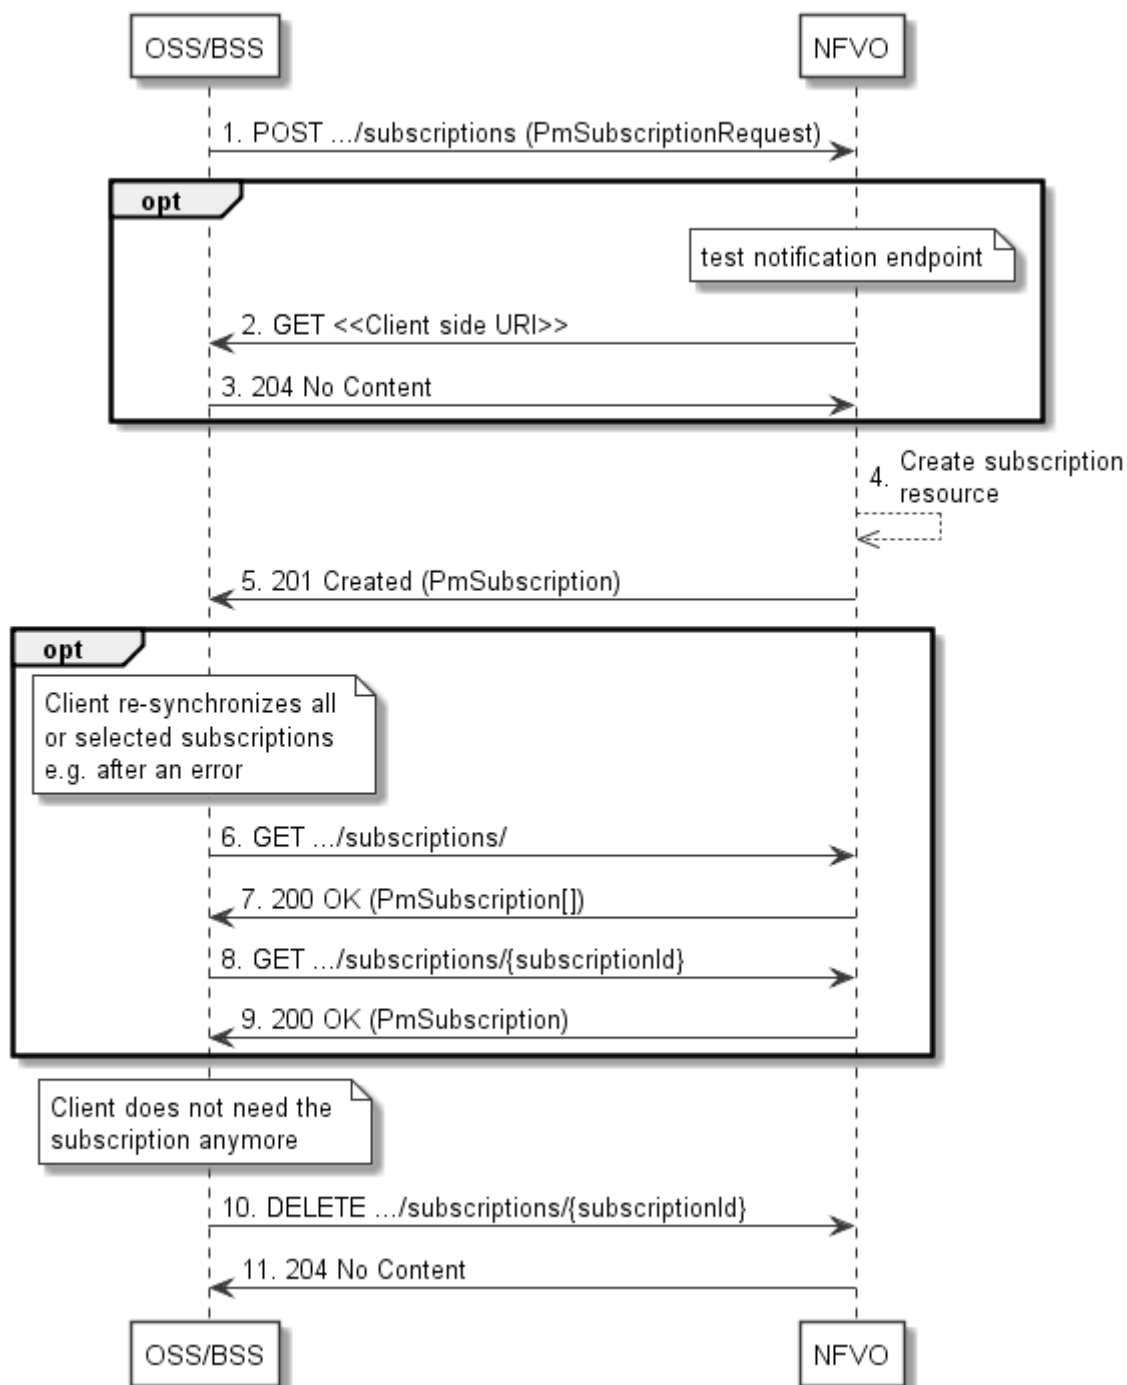 OSS/BSS
NFVO
1. POST .../subscriptions (PmSubscriptionRequest)
opt
test notification endpoint
2. GET <<Client side URI>>
3. 204 No Content
4. Create subscription
resource
5. 201 Created (PmSubscription)
opt
Client re-synchronizes all
or selected subscriptions
e.g. after an error
6. GET .../subscriptions/
7. 200 OK (PmSubscription[])
8. GET .../subscriptions/{subscriptionId}
9. 200 OK (PmSubscription)
Client does not need the
subscription anymore
10. DELETE .../subscriptions/{subscriptionId}
11. 204 No Content
OSS/BSS
NFVO